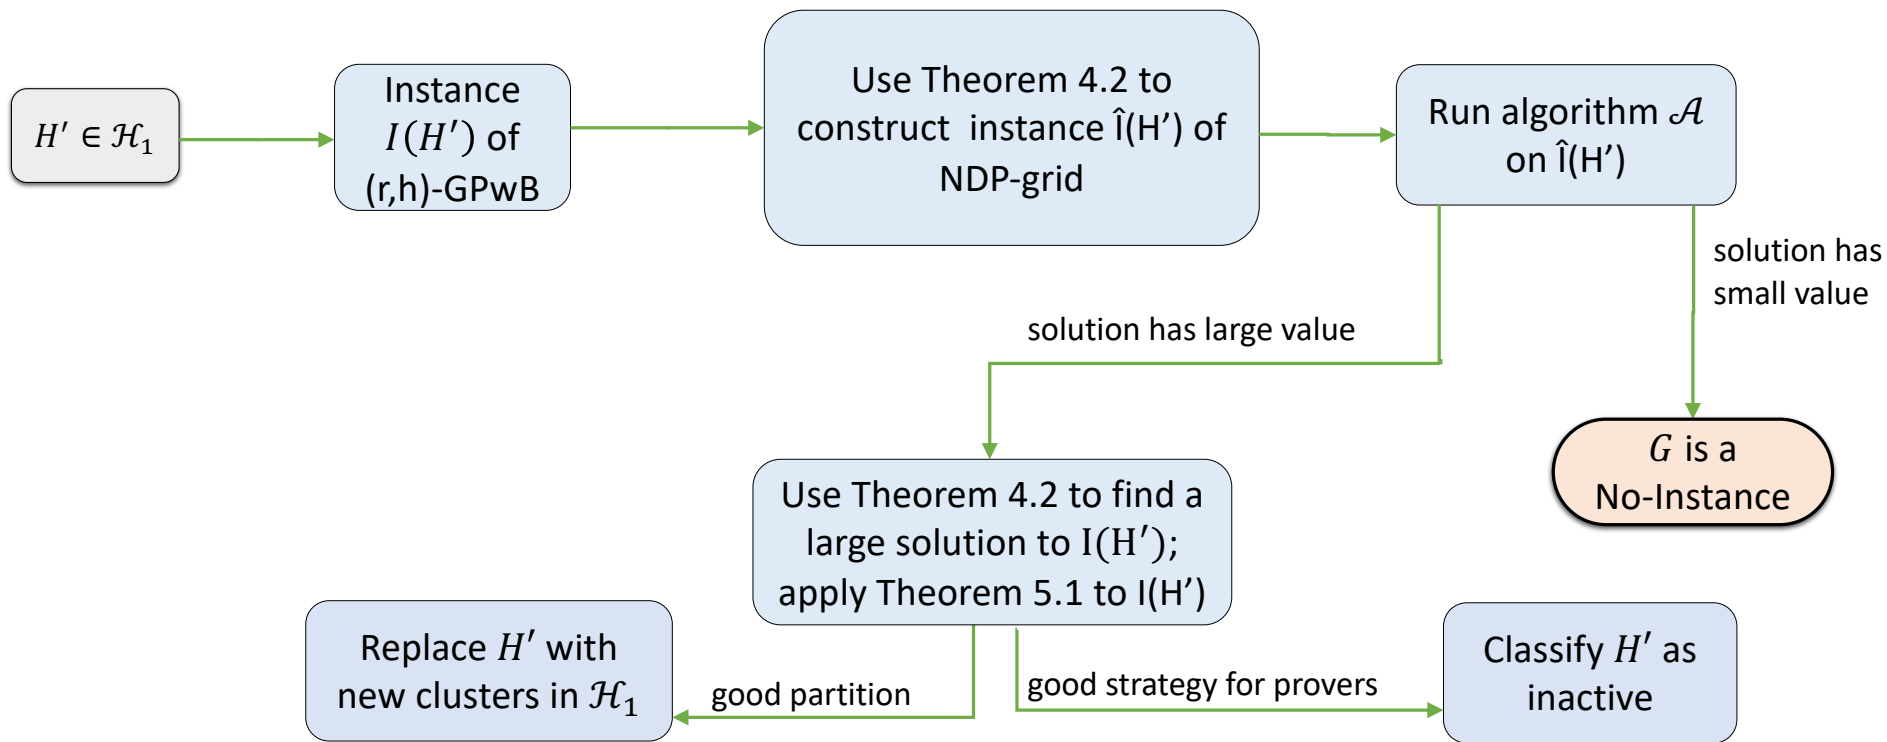 H′ ∈ ℋ₁
Instance
I(H′) of
(r,h)-GPwB
Use Theorem 4.2 to
construct instance Î(H’) of
NDP-grid
Run algorithm 𝒜
on Î(H’)
solution has
small value
solution has large value
G is a
No-Instance
Use Theorem 4.2 to find a
large solution to I(H′);
apply Theorem 5.1 to I(H’)
Replace H′ with
new clusters in ℋ₁
good partition
good strategy for provers
Classify H′ as
inactive